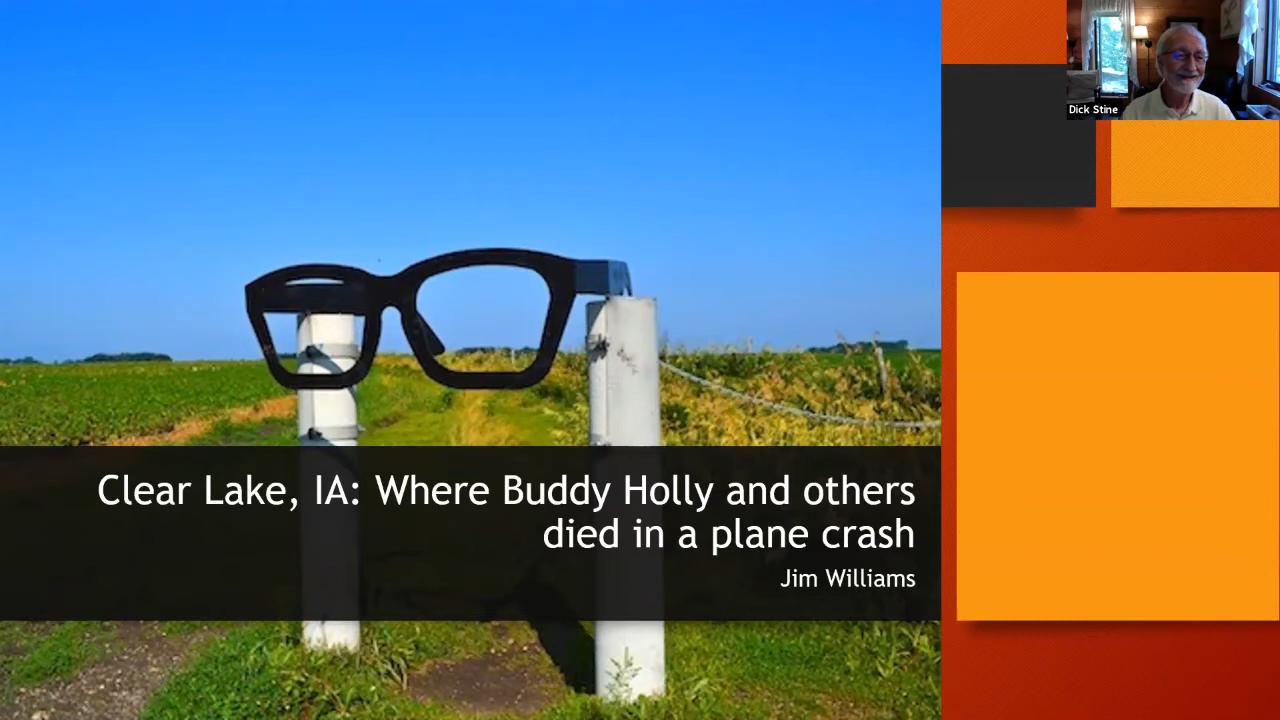 Dick Stine
Clear Lake, IA: Where Buddy Holly and others
died in a plane crash
Jim Williams